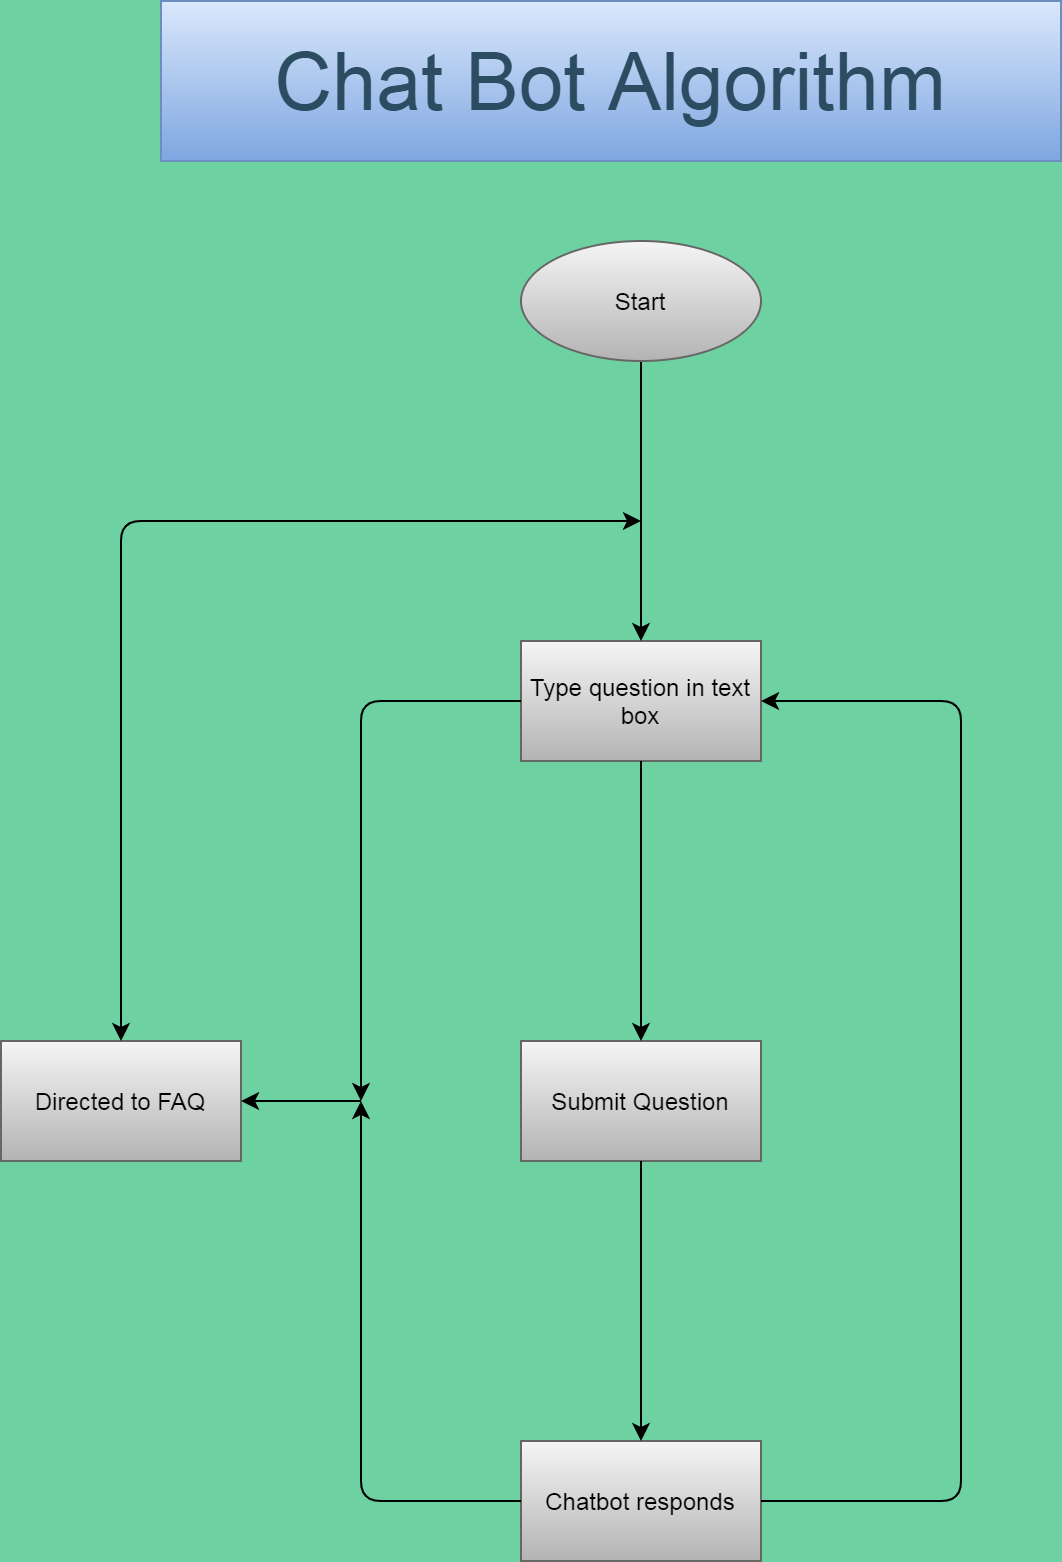 Chat Bot Algorithm
Start
Type question in text
box
Directed to FAQ
Submit Question
Chatbot responds